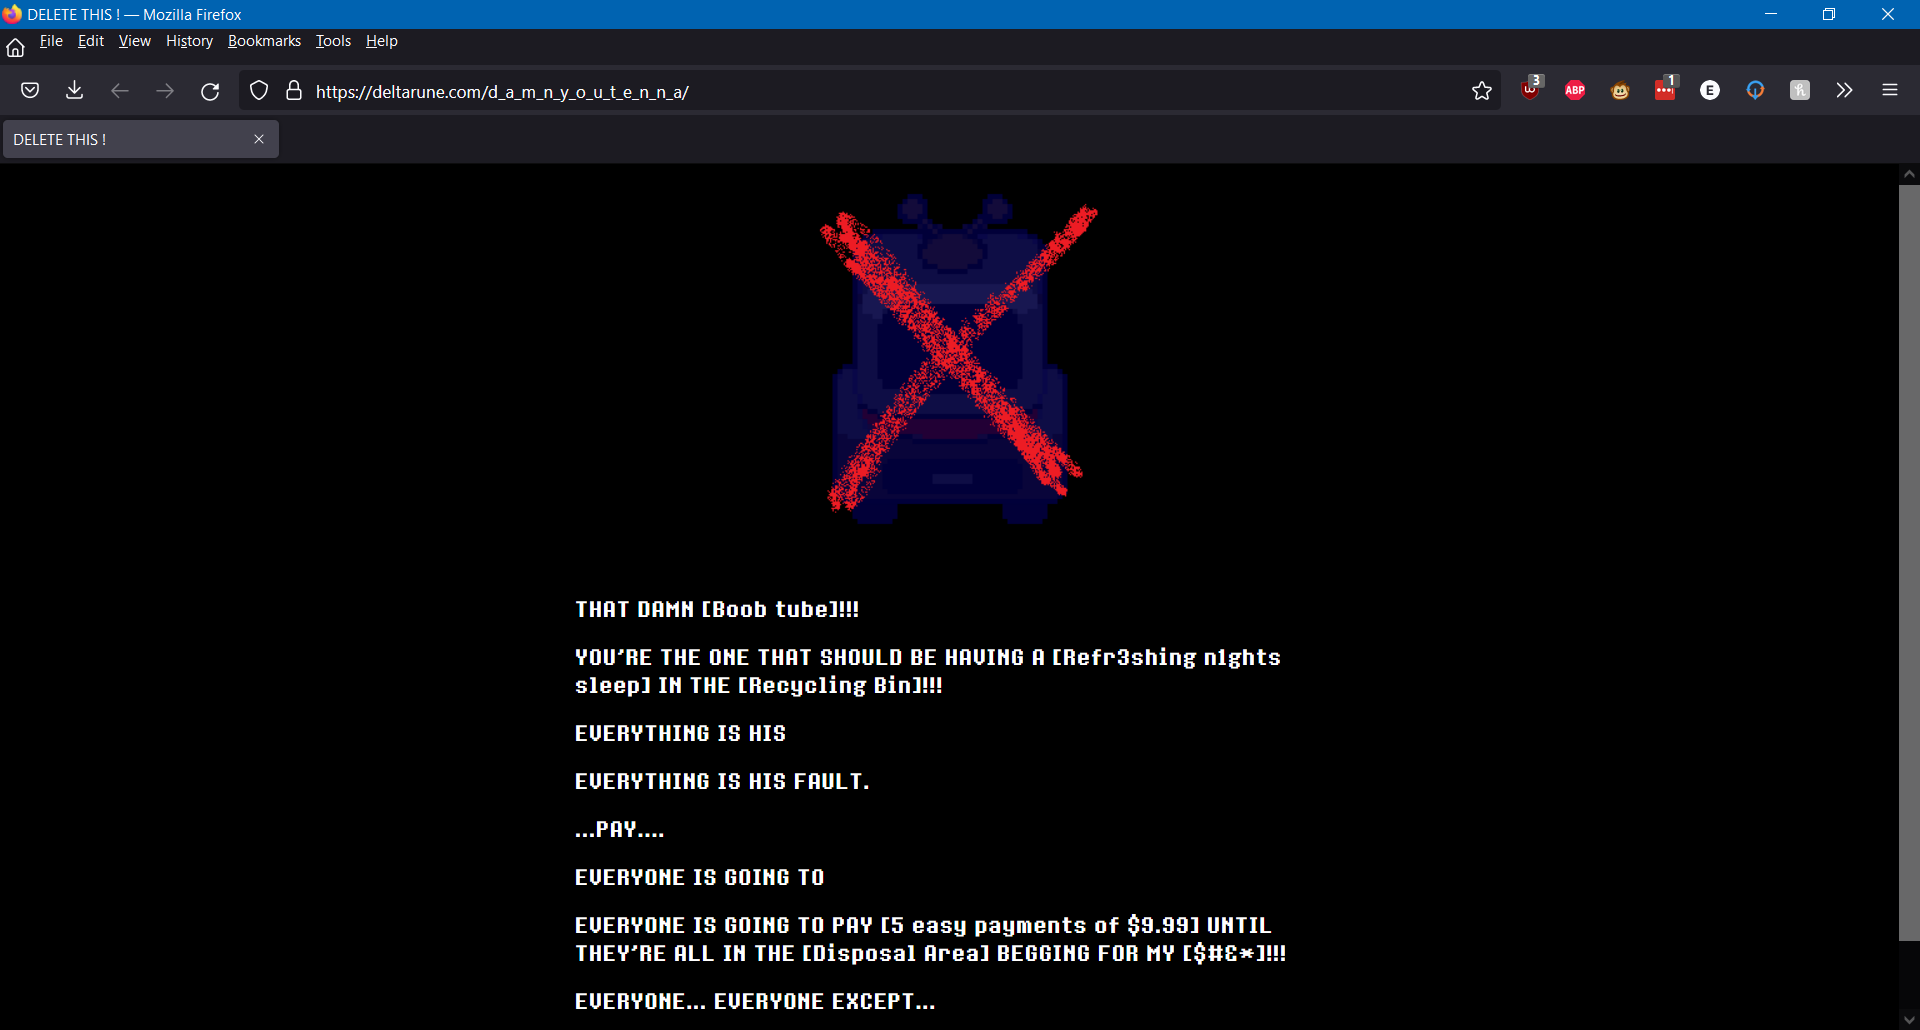 DELETE THIS ! — Mozilla Firefox
File Edit View History Bookmarks Tools Help
https://deltarune.com/d_a_m_n_y_o_u_t_e_n_n_a/
3
ABP
1
E
DELETE THIS !
THAT DAMN [Boob tube]!!!
YOU'RE THE ONE THAT SHOULD BE HAVING A [Refr3shing n1ghts
sleep] IN THE [Recycling Bin]!!!
EVERYTHING IS HIS
EVERYTHING IS HIS FAULT.
...PAY....
EVERYONE IS GOING TO
EVERYONE IS GOING TO PAY [5 easy payments of $9.99] UNTIL
THEY'RE ALL IN THE [Disposal Area] BEGGING FOR MY [$#&*]!!!
EVERYONE... EVERYONE EXCEPT...